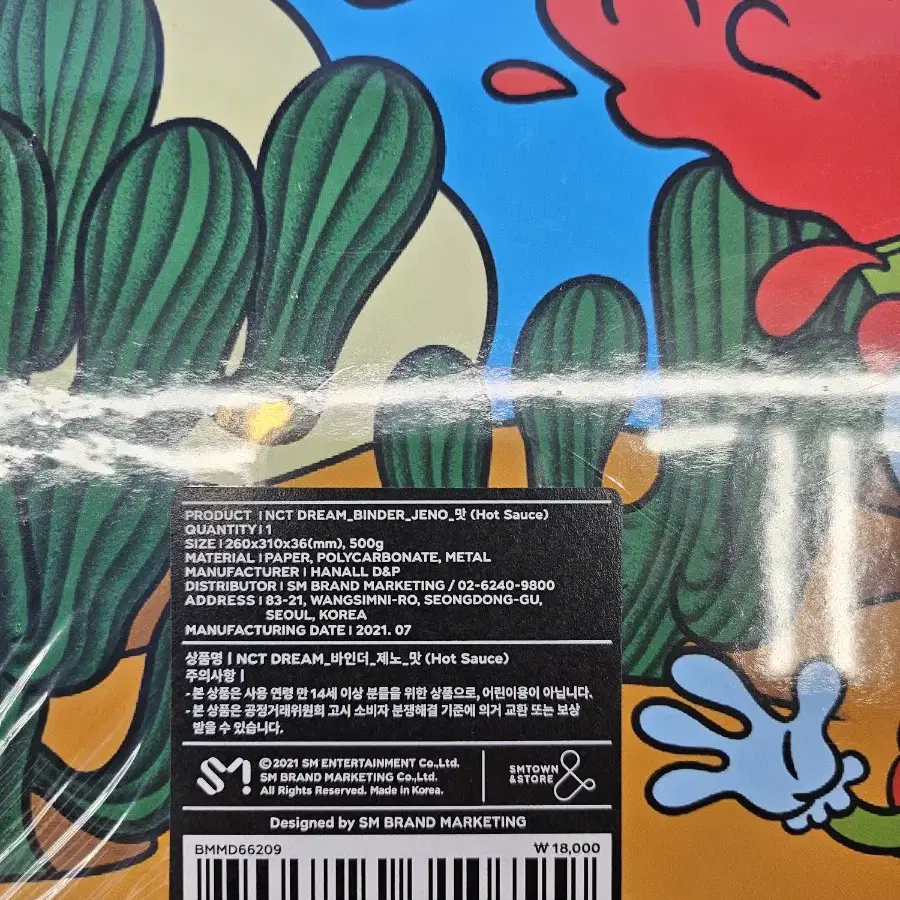 PRODUCT | NCT DREAM_BINDER_JENO_맛 (Hot Sauce)
QUANTITY | 1
SIZE | 260x310x36(mm), 500g
MATERIAL | PAPER, POLYCARBONATE, METAL
MANUFACTURER | HANALL D&P
DISTRIBUTOR | SM BRAND MARKETING / 02-6240-9800
ADDRESS | 83-21, WANGSIMNI-RO, SEONGDONG-GU,
SEOUL, KOREA
MANUFACTURING DATE | 2021. 07
상품명 | NCT DREAM_바인더_제노_맛 (Hot Sauce)
주의사항 |
- 본 상품은 사용 연령 만 14세 이상 분들을 위한 상품으로, 어린이용이 아닙니다.
- 본 상품은 공정거래위원회 고시 소비자 분쟁해결 기준에 의거 교환 또는 보상
받을 수 있습니다.
SM
©2021 SM ENTERTAINMENT Co.,Ltd.
SM BRAND MARKETING Co.,Ltd.
All Rights Reserved. Made in Korea.
SMTOWN
&STORE
Designed by SM BRAND MARKETING
BMMD66209
₩ 18,000